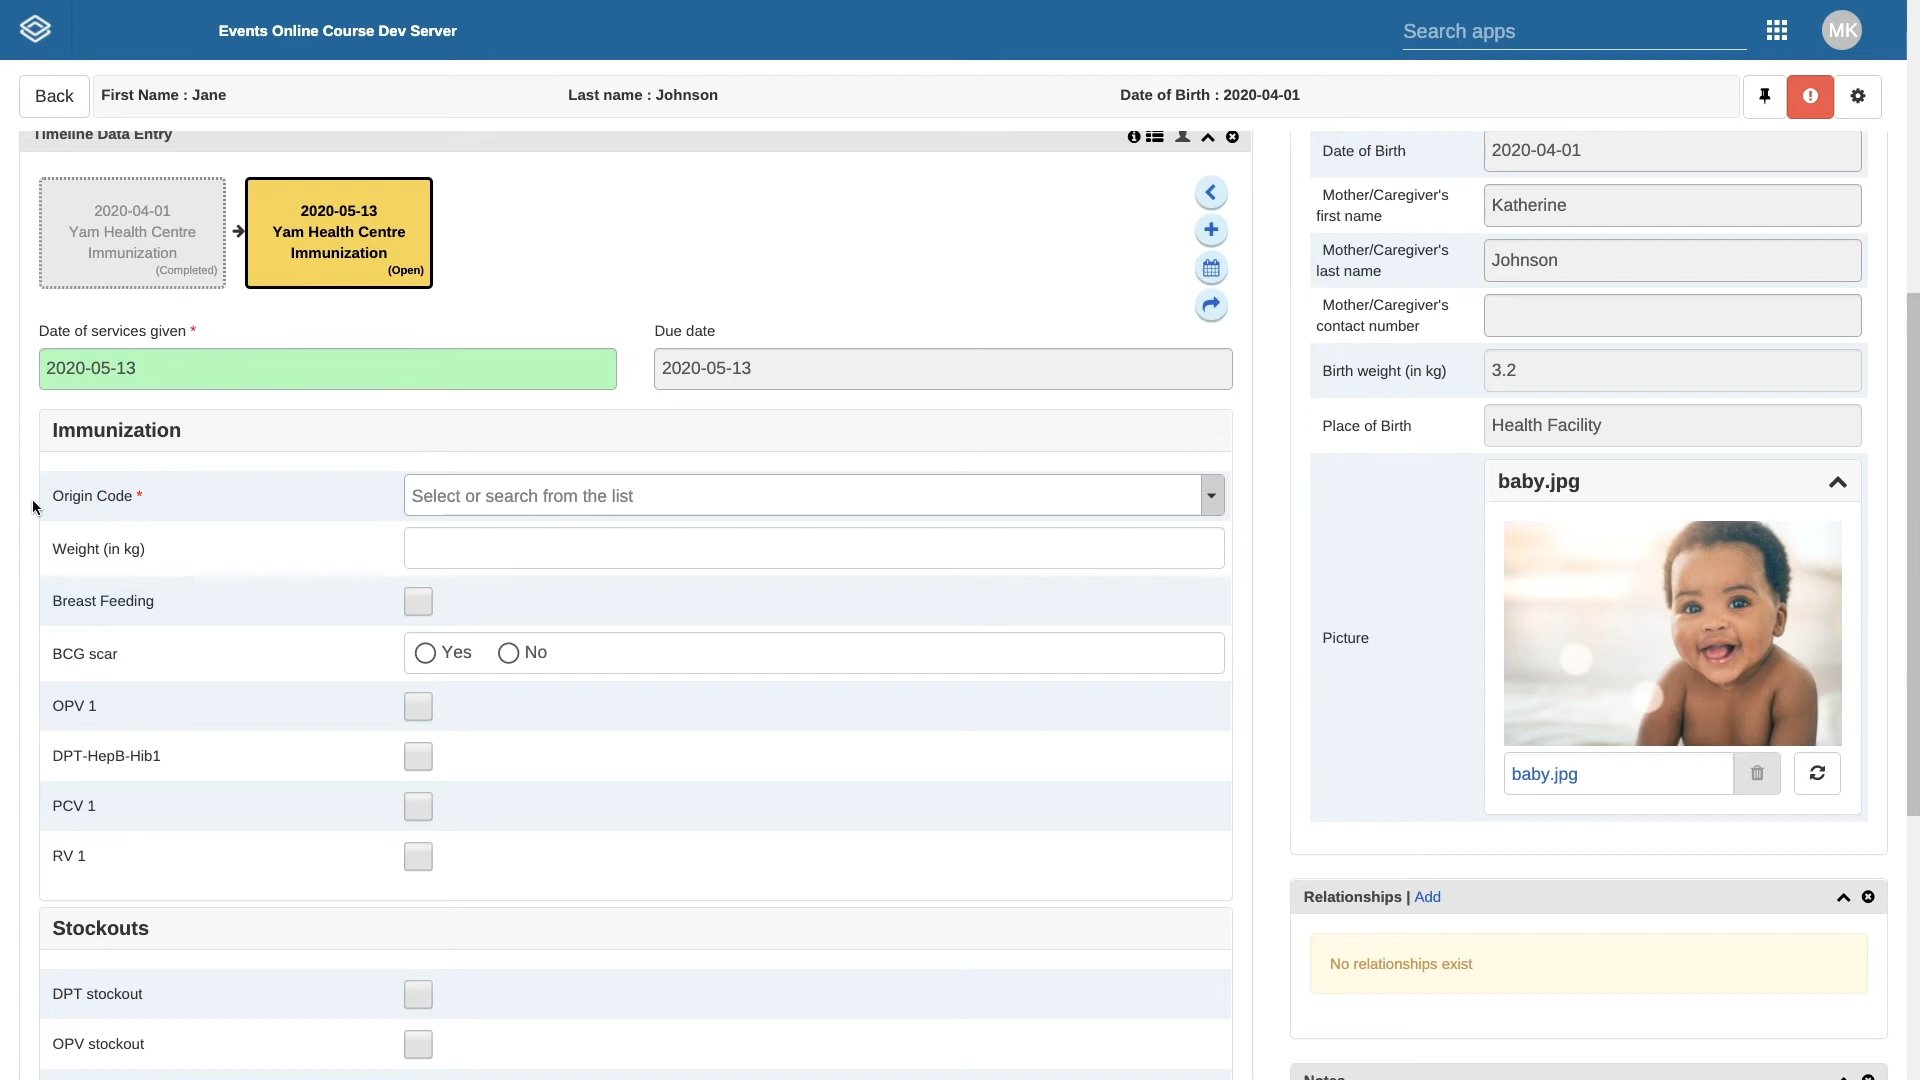 Events Online Course Dev Server
Search apps
MK
Back
First Name : Jane
Last name : Johnson
Date of Birth : 2020-04-01
Timeline Data Entry
2020-04-01
Yam Health Centre
Immunization
(Completed)
2020-05-13
Yam Health Centre
Immunization
(Open)
Date of services given *
2020-05-13
Due date
2020-05-13
Immunization
Origin Code *
Select or search from the list
Weight (in kg)
Breast Feeding
BCG scar
Yes
No
OPV 1
DPT-HepB-Hib1
PCV 1
RV 1
Stockouts
DPT stockout
OPV stockout
Date of Birth
2020-04-01
Mother/Caregiver's
first name
Katherine
Mother/Caregiver's
last name
Johnson
Mother/Caregiver's
contact number
Birth weight (in kg)
3.2
Place of Birth
Health Facility
Picture
baby.jpg
baby.jpg
Relationships | Add
No relationships exist
Notes